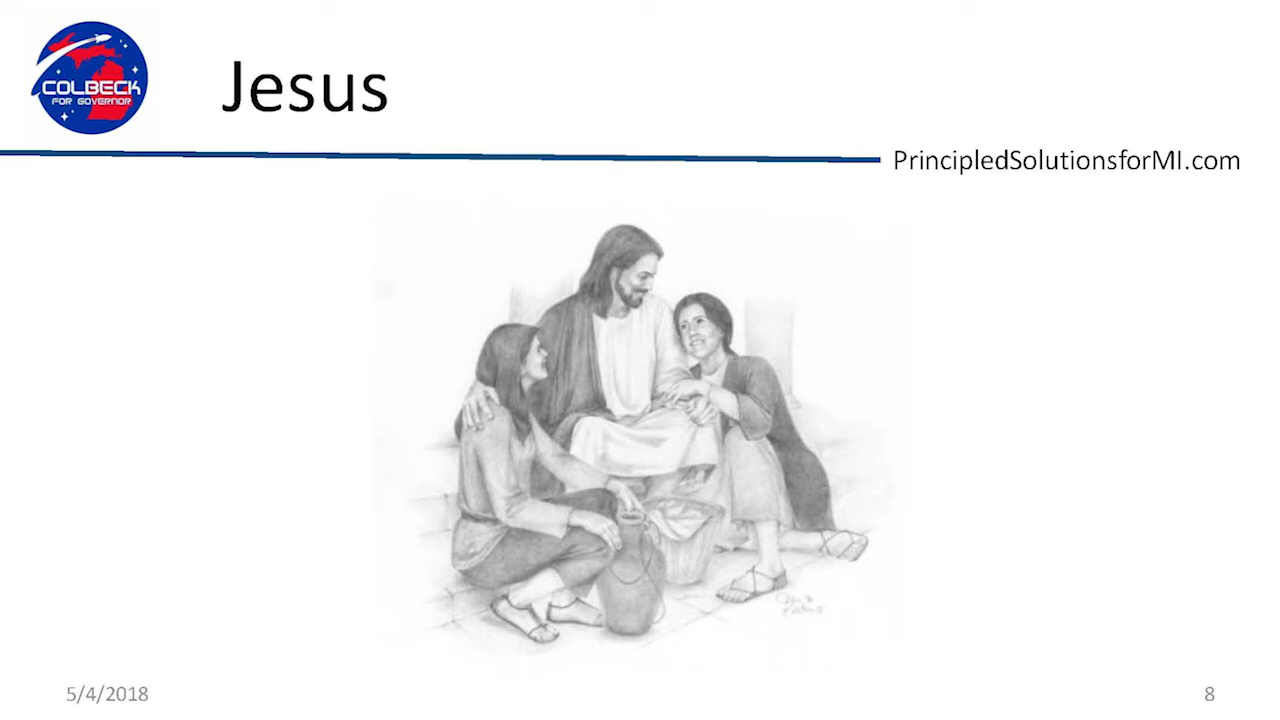 COLBECK
FOR GOVERNOR
Jesus
PrincipledSolutionsforMI.com
5/4/2018
8